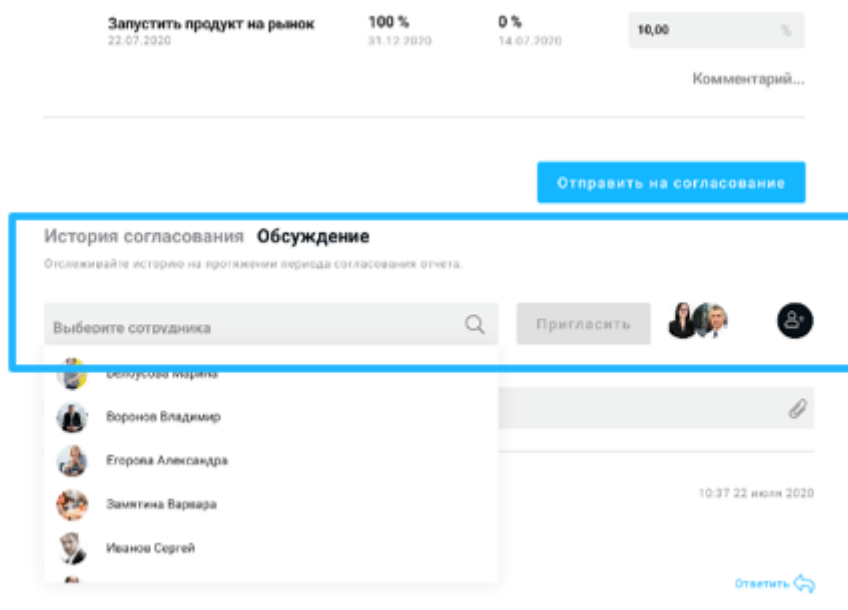 Запустить продукт на рынок 100 % 0 % 10,00 %
22.07.2020 31.12.2020 14.07.2020
Комментарий...
Отправить на согласование
История согласования Обсуждение
Отслеживайте историю на протяжении периода согласования отчета.
Выберите сотрудника Пригласить
Белоусова Марина
Воронов Владимир
Егорова Александра
Замятина Варвара
10:37 22 июля 2020
Иванов Сергей
Ответить